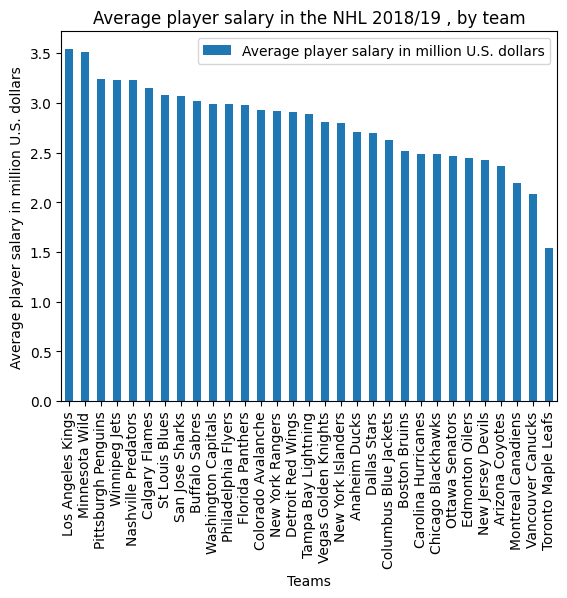 Average player salary in the NHL 2018/19 , by team
Average player salary in million U.S. dollars
Average player salary in million U.S. dollars
3.5
3.0
2.5
2.0
1.5
1.0
0.5
0.0
Los Angeles Kings
Minnesota Wild
Pittsburgh Penguins
Winnipeg Jets
Nashville Predators
Calgary Flames
St Louis Blues
San Jose Sharks
Buffalo Sabres
Washington Capitals
Philadelphia Flyers
Florida Panthers
Colorado Avalanche
New York Rangers
Detroit Red Wings
Tampa Bay Lightning
Vegas Golden Knights
New York Islanders
Anaheim Ducks
Dallas Stars
Columbus Blue Jackets
Boston Bruins
Carolina Hurricanes
Chicago Blackhawks
Ottawa Senators
Edmonton Oilers
New Jersey Devils
Arizona Coyotes
Montreal Canadiens
Vancouver Canucks
Toronto Maple Leafs
Teams